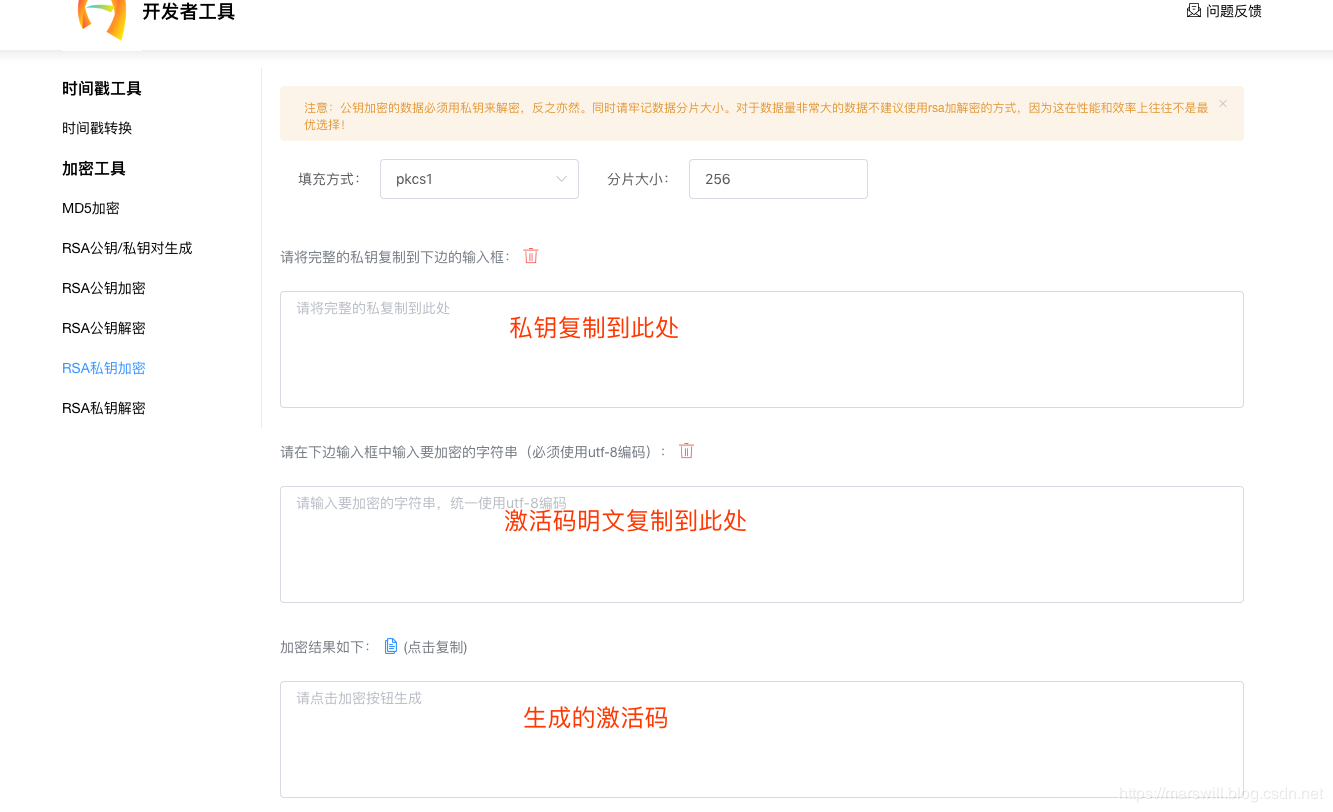 开发者工具
问题反馈
时间戳工具
时间戳转换
加密工具
MD5加密
RSA公钥/私钥对生成
RSA公钥加密
RSA公钥解密
RSA私钥加密
RSA私钥解密
注意：公钥加密的数据必须用私钥来解密，反之亦然。同时请牢记数据分片大小。对于数据量非常大的数据不建议使用rsa加解密的方式，因为这在性能和效率上往往不是最
优选择！
填充方式： pkcs1 分片大小： 256
请将完整的私钥复制到下边的输入框：
请将完整的私复制到此处
私钥复制到此处
请在下边输入框中输入要加密的字符串（必须使用utf-8编码）：
请输入要加密的字符串，统一使用utf-8编码
激活码明文复制到此处
加密结果如下： (点击复制)
请点击加密按钮生成
生成的激活码
https://marswill.blog.csdn.net